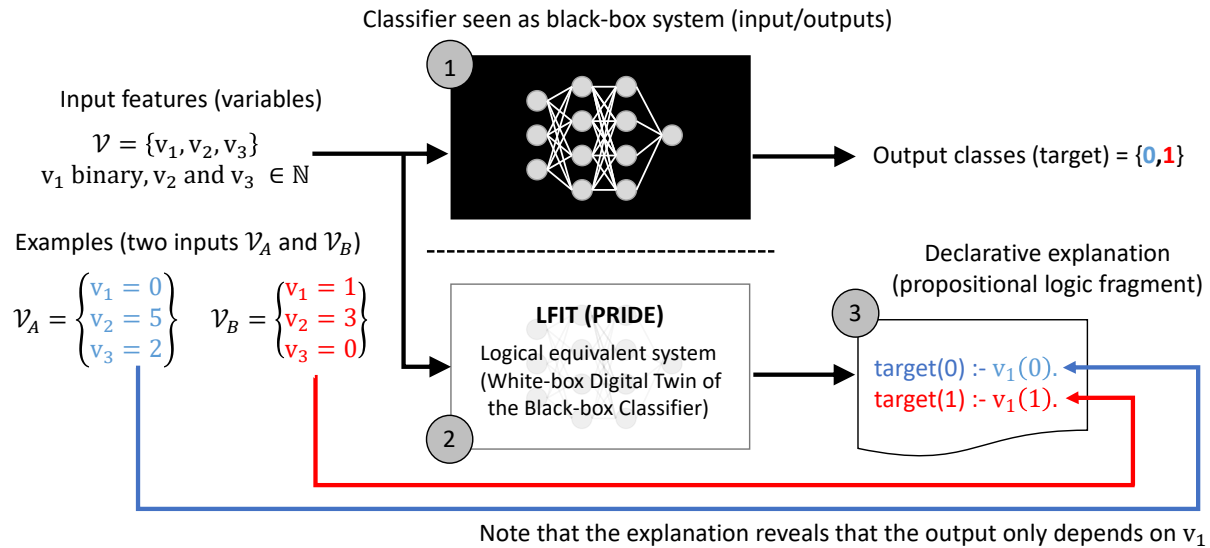 Classifier seen as black-box system (input/outputs)
1
Input features (variables)
𝒱 = {v₁, v₂, v₃}
v₁ binary, v₂ and v₃ ∈ ℕ
Output classes (target) = {0,1}
Examples (two inputs 𝒱_A and 𝒱_B)
𝒱_A = { v₁ = 0
v₂ = 5
v₃ = 2 }
𝒱_B = { v₁ = 1
v₂ = 3
v₃ = 0 }
LFIT (PRIDE)
Logical equivalent system
(White-box Digital Twin of
the Black-box Classifier)
2
Declarative explanation
(propositional logic fragment)
3
target(0) :- v₁(0).
target(1) :- v₁(1).
Note that the explanation reveals that the output only depends on v₁